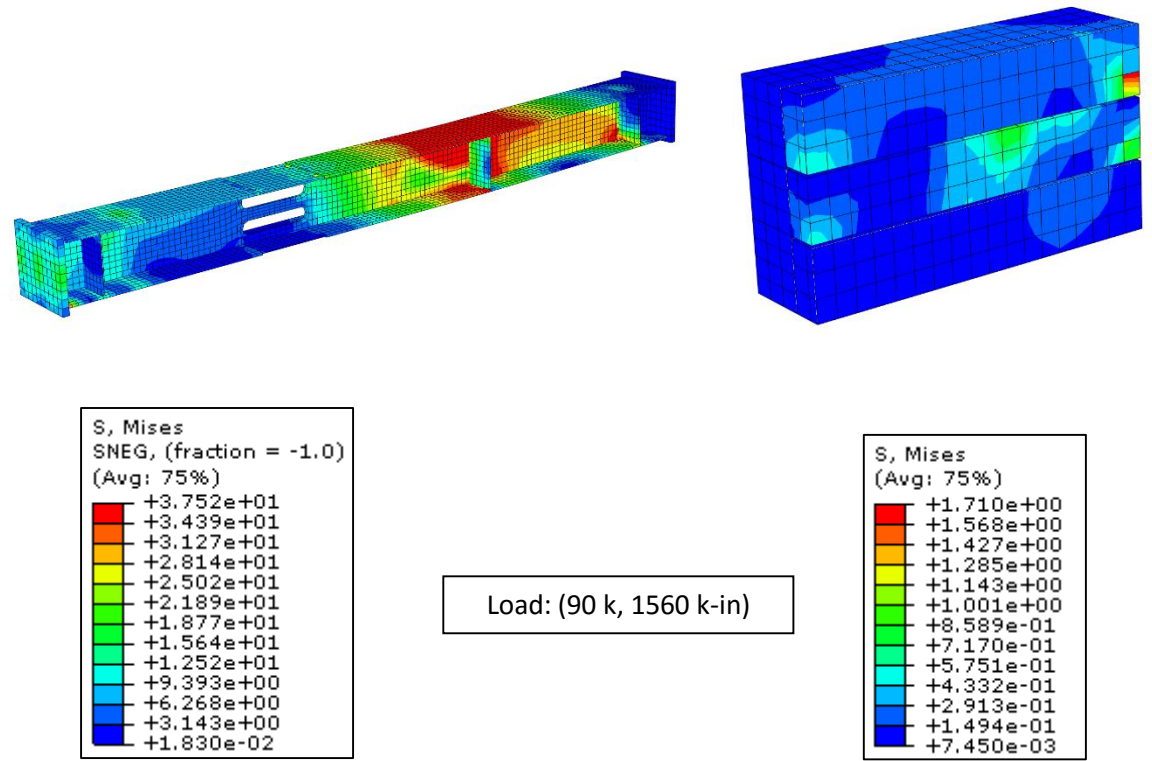 S, Mises
SNEG, (fraction = -1.0)
(Avg: 75%)
+3.752e+01
+3.439e+01
+3.127e+01
+2.814e+01
+2.502e+01
+2.189e+01
+1.877e+01
+1.564e+01
+1.252e+01
+9.393e+00
+6.268e+00
+3.143e+00
+1.830e-02
Load: (90 k, 1560 k-in)
S, Mises
(Avg: 75%)
+1.710e+00
+1.568e+00
+1.427e+00
+1.285e+00
+1.143e+00
+1.001e+00
+8.589e-01
+7.170e-01
+5.751e-01
+4.332e-01
+2.913e-01
+1.494e-01
+7.450e-03